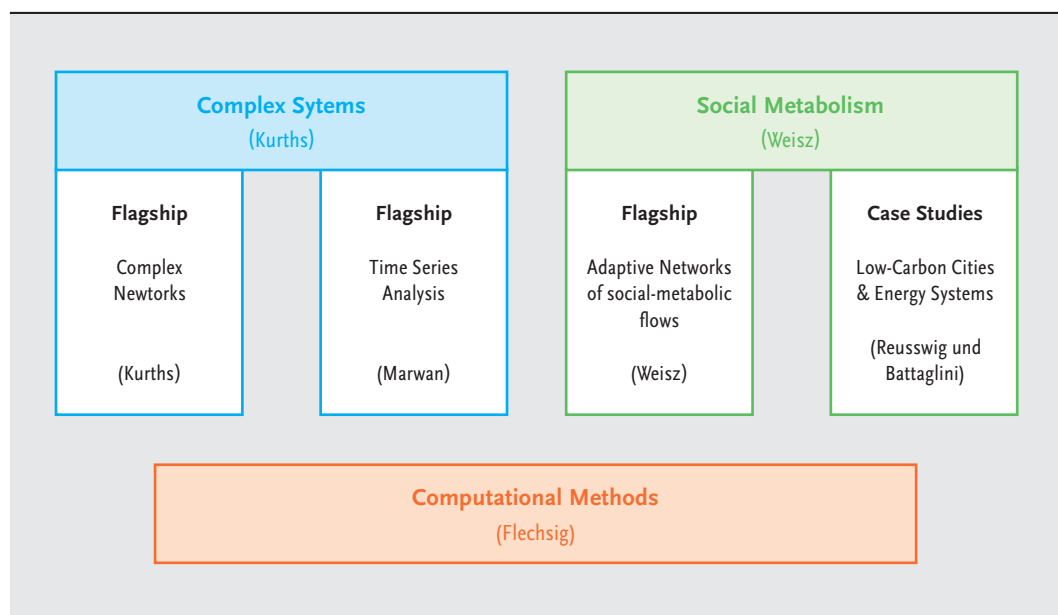 Complex Sytems
(Kurths)
Flagship
Complex
Newtorks
(Kurths)
Flagship
Time Series
Analysis
(Marwan)
Social Metabolism
(Weisz)
Flagship
Adaptive Networks
of social-metabolic
flows
(Weisz)
Case Studies
Low-Carbon Cities
& Energy Systems
(Reusswig und
Battaglini)
Computational Methods
(Flechsig)